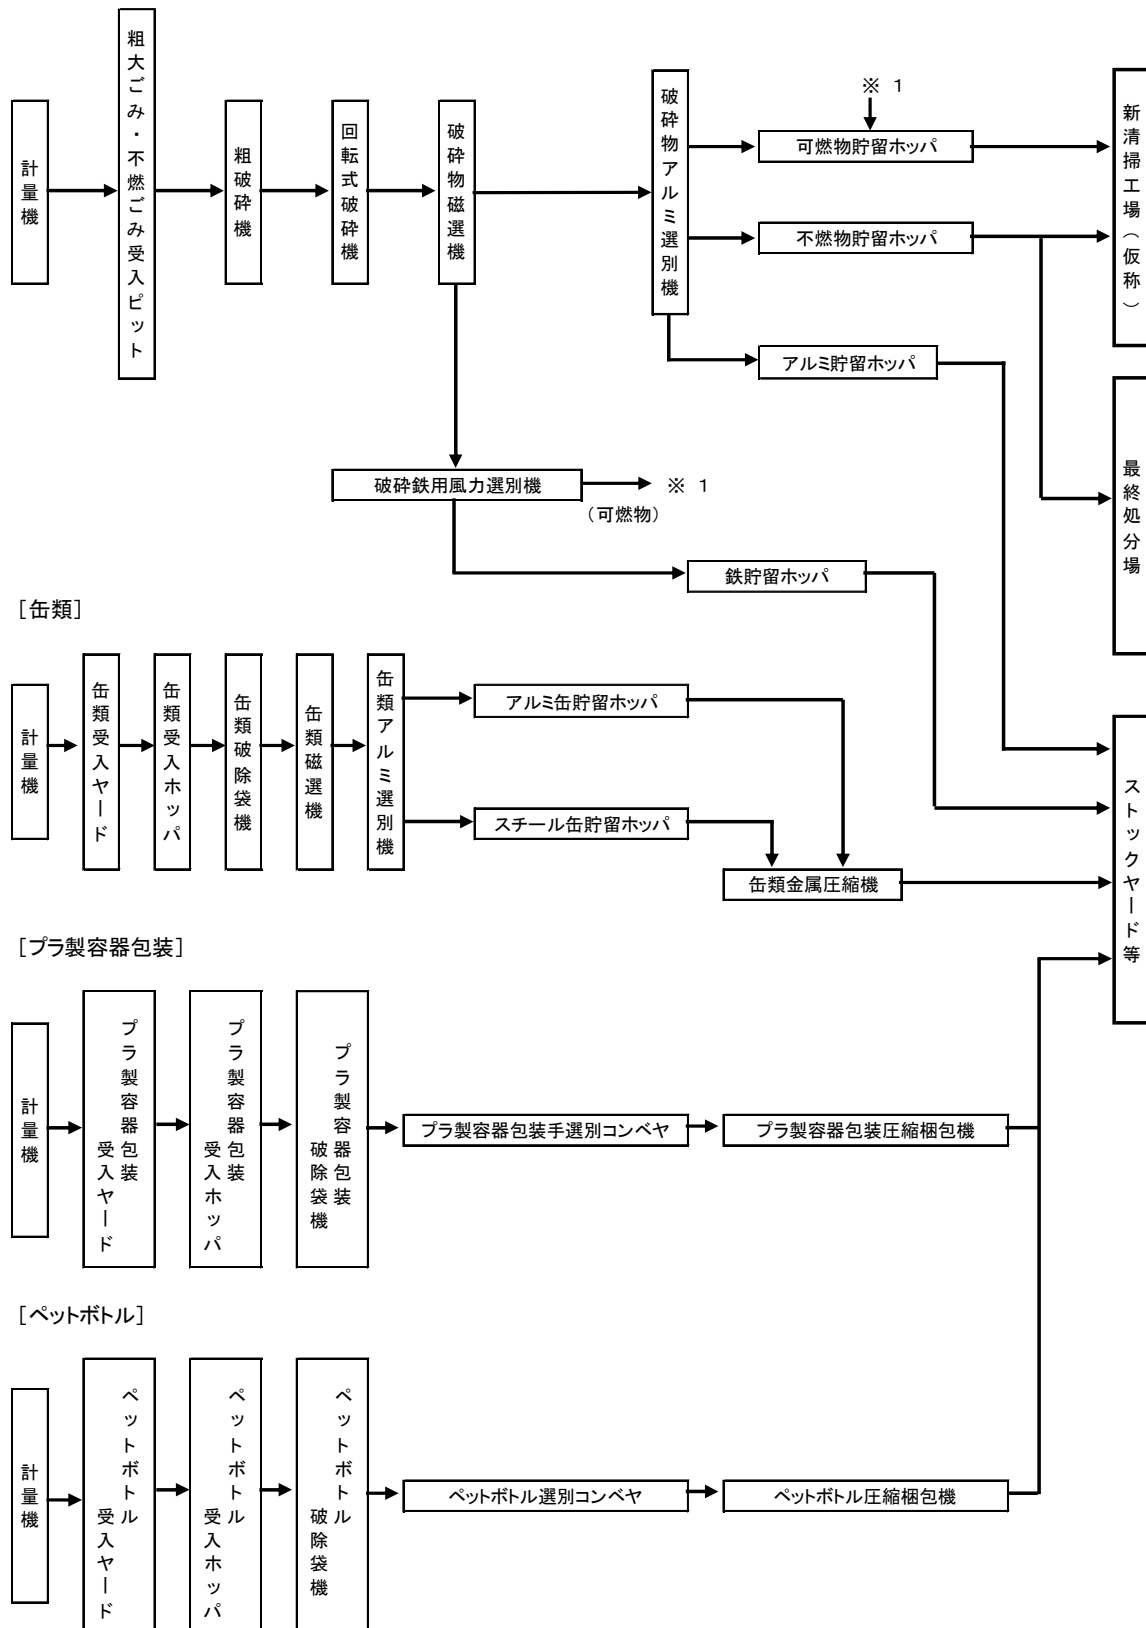 計量機
粗大ごみ・不燃ごみ受入ピット
粗破砕機
回転式破砕機
破砕物磁選機
破砕物アルミ選別機
※1
可燃物貯留ホッパ
不燃物貯留ホッパ
アルミ貯留ホッパ
新清掃工場（仮称）
最終処分場
破砕鉄用風力選別機
※1
（可燃物）
鉄貯留ホッパ
［缶類］
計量機
缶類受入ヤード
缶類受入ホッパ
缶類破除袋機
缶類磁選機
缶類アルミ選別機
アルミ缶貯留ホッパ
スチール缶貯留ホッパ
缶類金属圧縮機
ストックヤード等
［プラ製容器包装］
計量機
プラ製容器包装
受入ヤード
プラ製容器包装
受入ホッパ
プラ製容器包装
破除袋機
プラ製容器包装手選別コンベヤ
プラ製容器包装圧縮梱包機
［ペットボトル］
計量機
ペットボトル
受入ヤード
ペットボトル
受入ホッパ
ペットボトル
破除袋機
ペットボトル選別コンベヤ
ペットボトル圧縮梱包機